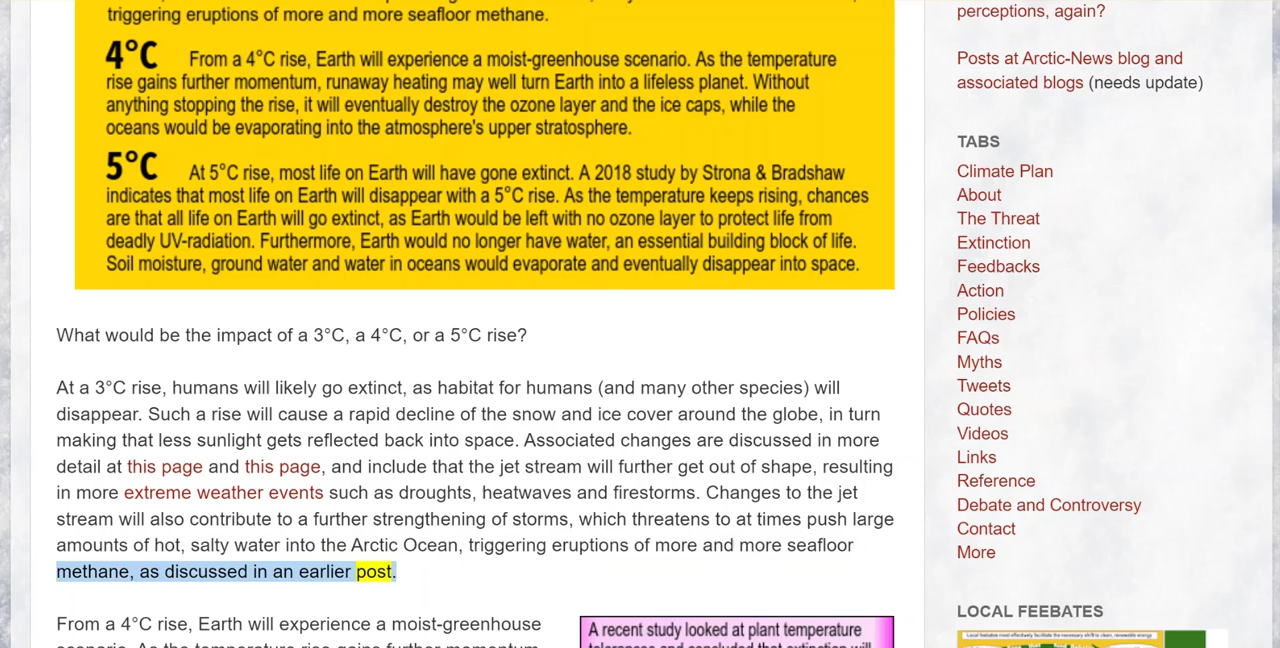 triggering eruptions of more and more seafloor methane.
4°C From a 4°C rise, Earth will experience a moist-greenhouse scenario. As the temperature
rise gains further momentum, runaway heating may well turn Earth into a lifeless planet. Without
anything stopping the rise, it will eventually destroy the ozone layer and the ice caps, while the
oceans would be evaporating into the atmosphere's upper stratosphere.
5°C At 5°C rise, most life on Earth will have gone extinct. A 2018 study by Strona & Bradshaw
indicates that most life on Earth will disappear with a 5°C rise. As the temperature keeps rising, chances
are that all life on Earth will go extinct, as Earth would be left with no ozone layer to protect life from
deadly UV-radiation. Furthermore, Earth would no longer have water, an essential building block of life.
Soil moisture, ground water and water in oceans would evaporate and eventually disappear into space.
What would be the impact of a 3°C, a 4°C, or a 5°C rise?
At a 3°C rise, humans will likely go extinct, as habitat for humans (and many other species) will
disappear. Such a rise will cause a rapid decline of the snow and ice cover around the globe, in turn
making that less sunlight gets reflected back into space. Associated changes are discussed in more
detail at this page and this page, and include that the jet stream will further get out of shape, resulting
in more extreme weather events such as droughts, heatwaves and firestorms. Changes to the jet
stream will also contribute to a further strengthening of storms, which threatens to at times push large
amounts of hot, salty water into the Arctic Ocean, triggering eruptions of more and more seafloor
methane, as discussed in an earlier post.
From a 4°C rise, Earth will experience a moist-greenhouse
A recent study looked at plant temperature
perceptions, again?
Posts at Arctic-News blog and
associated blogs (needs update)
TABS
Climate Plan
About
The Threat
Extinction
Feedbacks
Action
Policies
FAQs
Myths
Tweets
Quotes
Videos
Links
Reference
Debate and Controversy
Contact
More
LOCAL FEEBATES